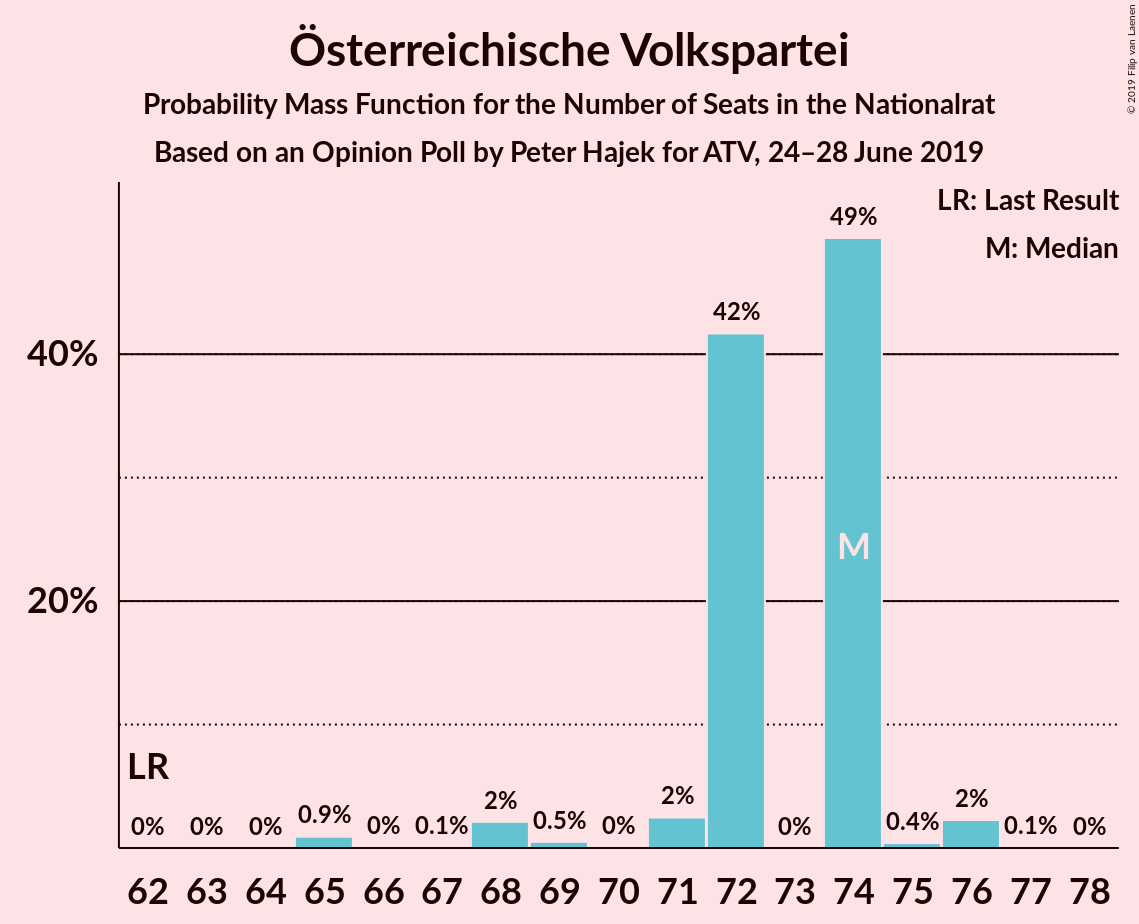 Österreichische Volkspartei
Probability Mass Function for the Number of Seats in the Nationalrat
Based on an Opinion Poll by Peter Hajek for ATV, 24–28 June 2019
© 2019 Filip van Laenen
LR: Last Result
M: Median
40%
20%
LR
M
0%
0%
0%
0.9%
0%
0.1%
2%
0.5%
0%
2%
42%
0%
49%
0.4%
2%
0.1%
0%
62 63 64 65 66 67 68 69 70 71 72 73 74 75 76 77 78